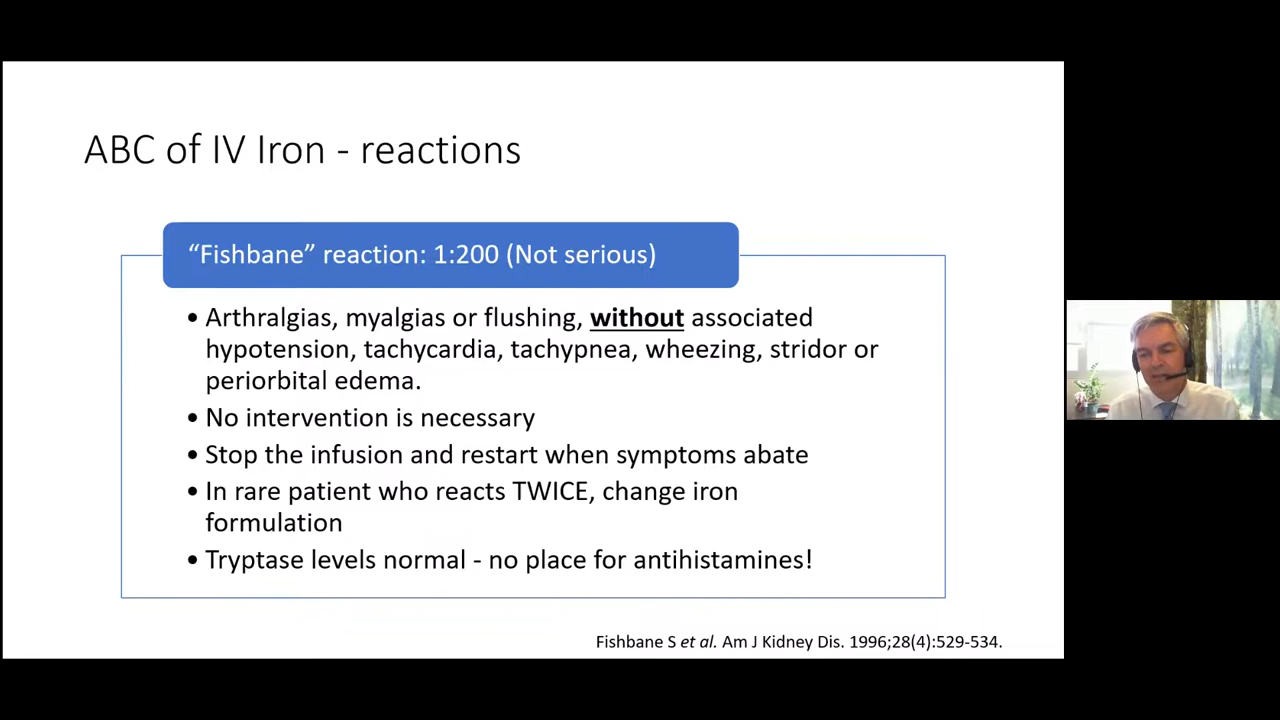 ABC of IV Iron - reactions
“Fishbane” reaction: 1:200 (Not serious)
• Arthralgias, myalgias or flushing, without associated
hypotension, tachycardia, tachypnea, wheezing, stridor or
periorbital edema.
• No intervention is necessary
• Stop the infusion and restart when symptoms abate
• In rare patient who reacts TWICE, change iron
formulation
• Tryptase levels normal - no place for antihistamines!
Fishbane S et al. Am J Kidney Dis. 1996;28(4):529-534.